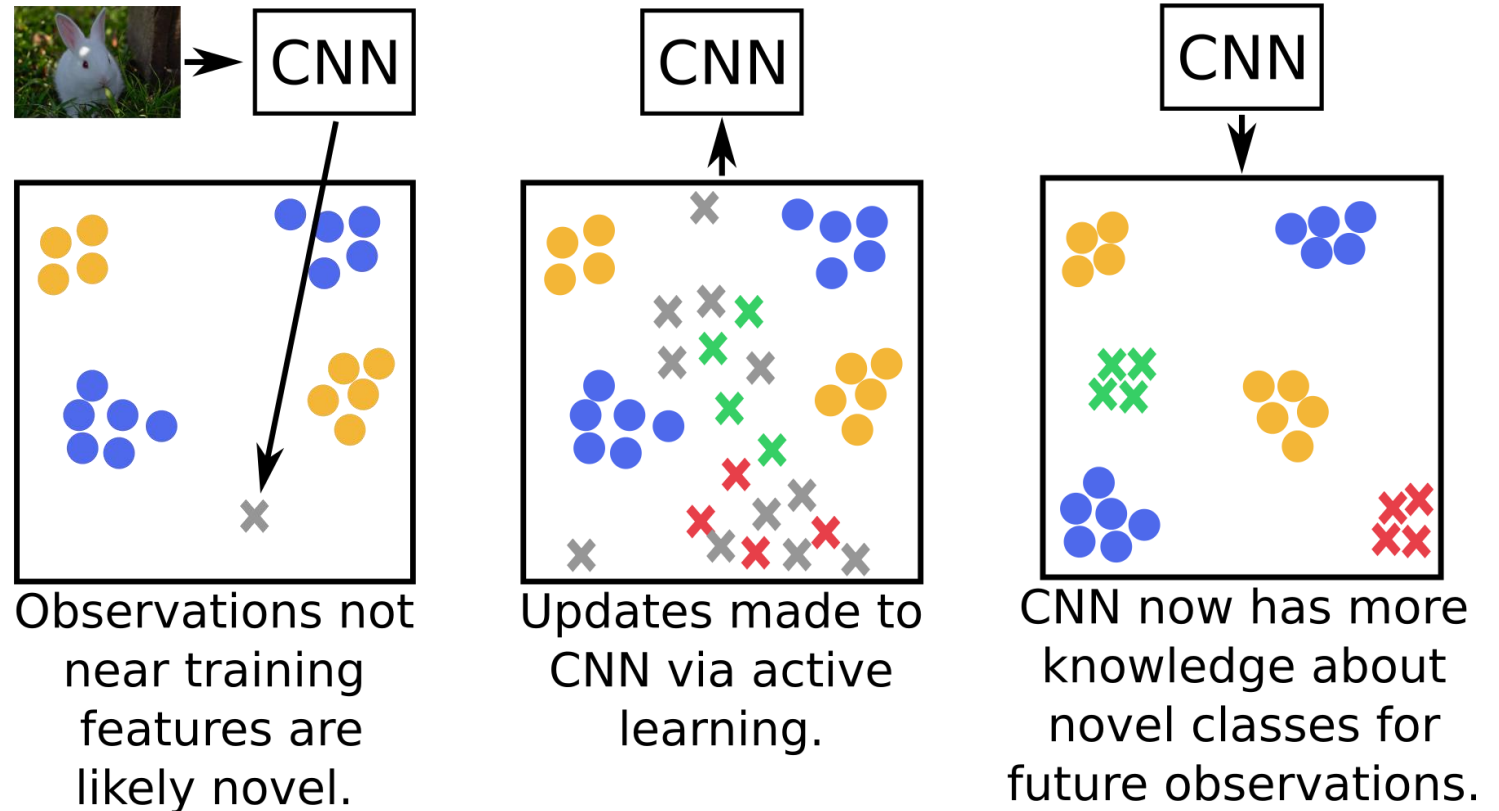 CNN
CNN
CNN
Observations not
near training
features are
likely novel.
Updates made to
CNN via active
learning.
CNN now has more
knowledge about
novel classes for
future observations.